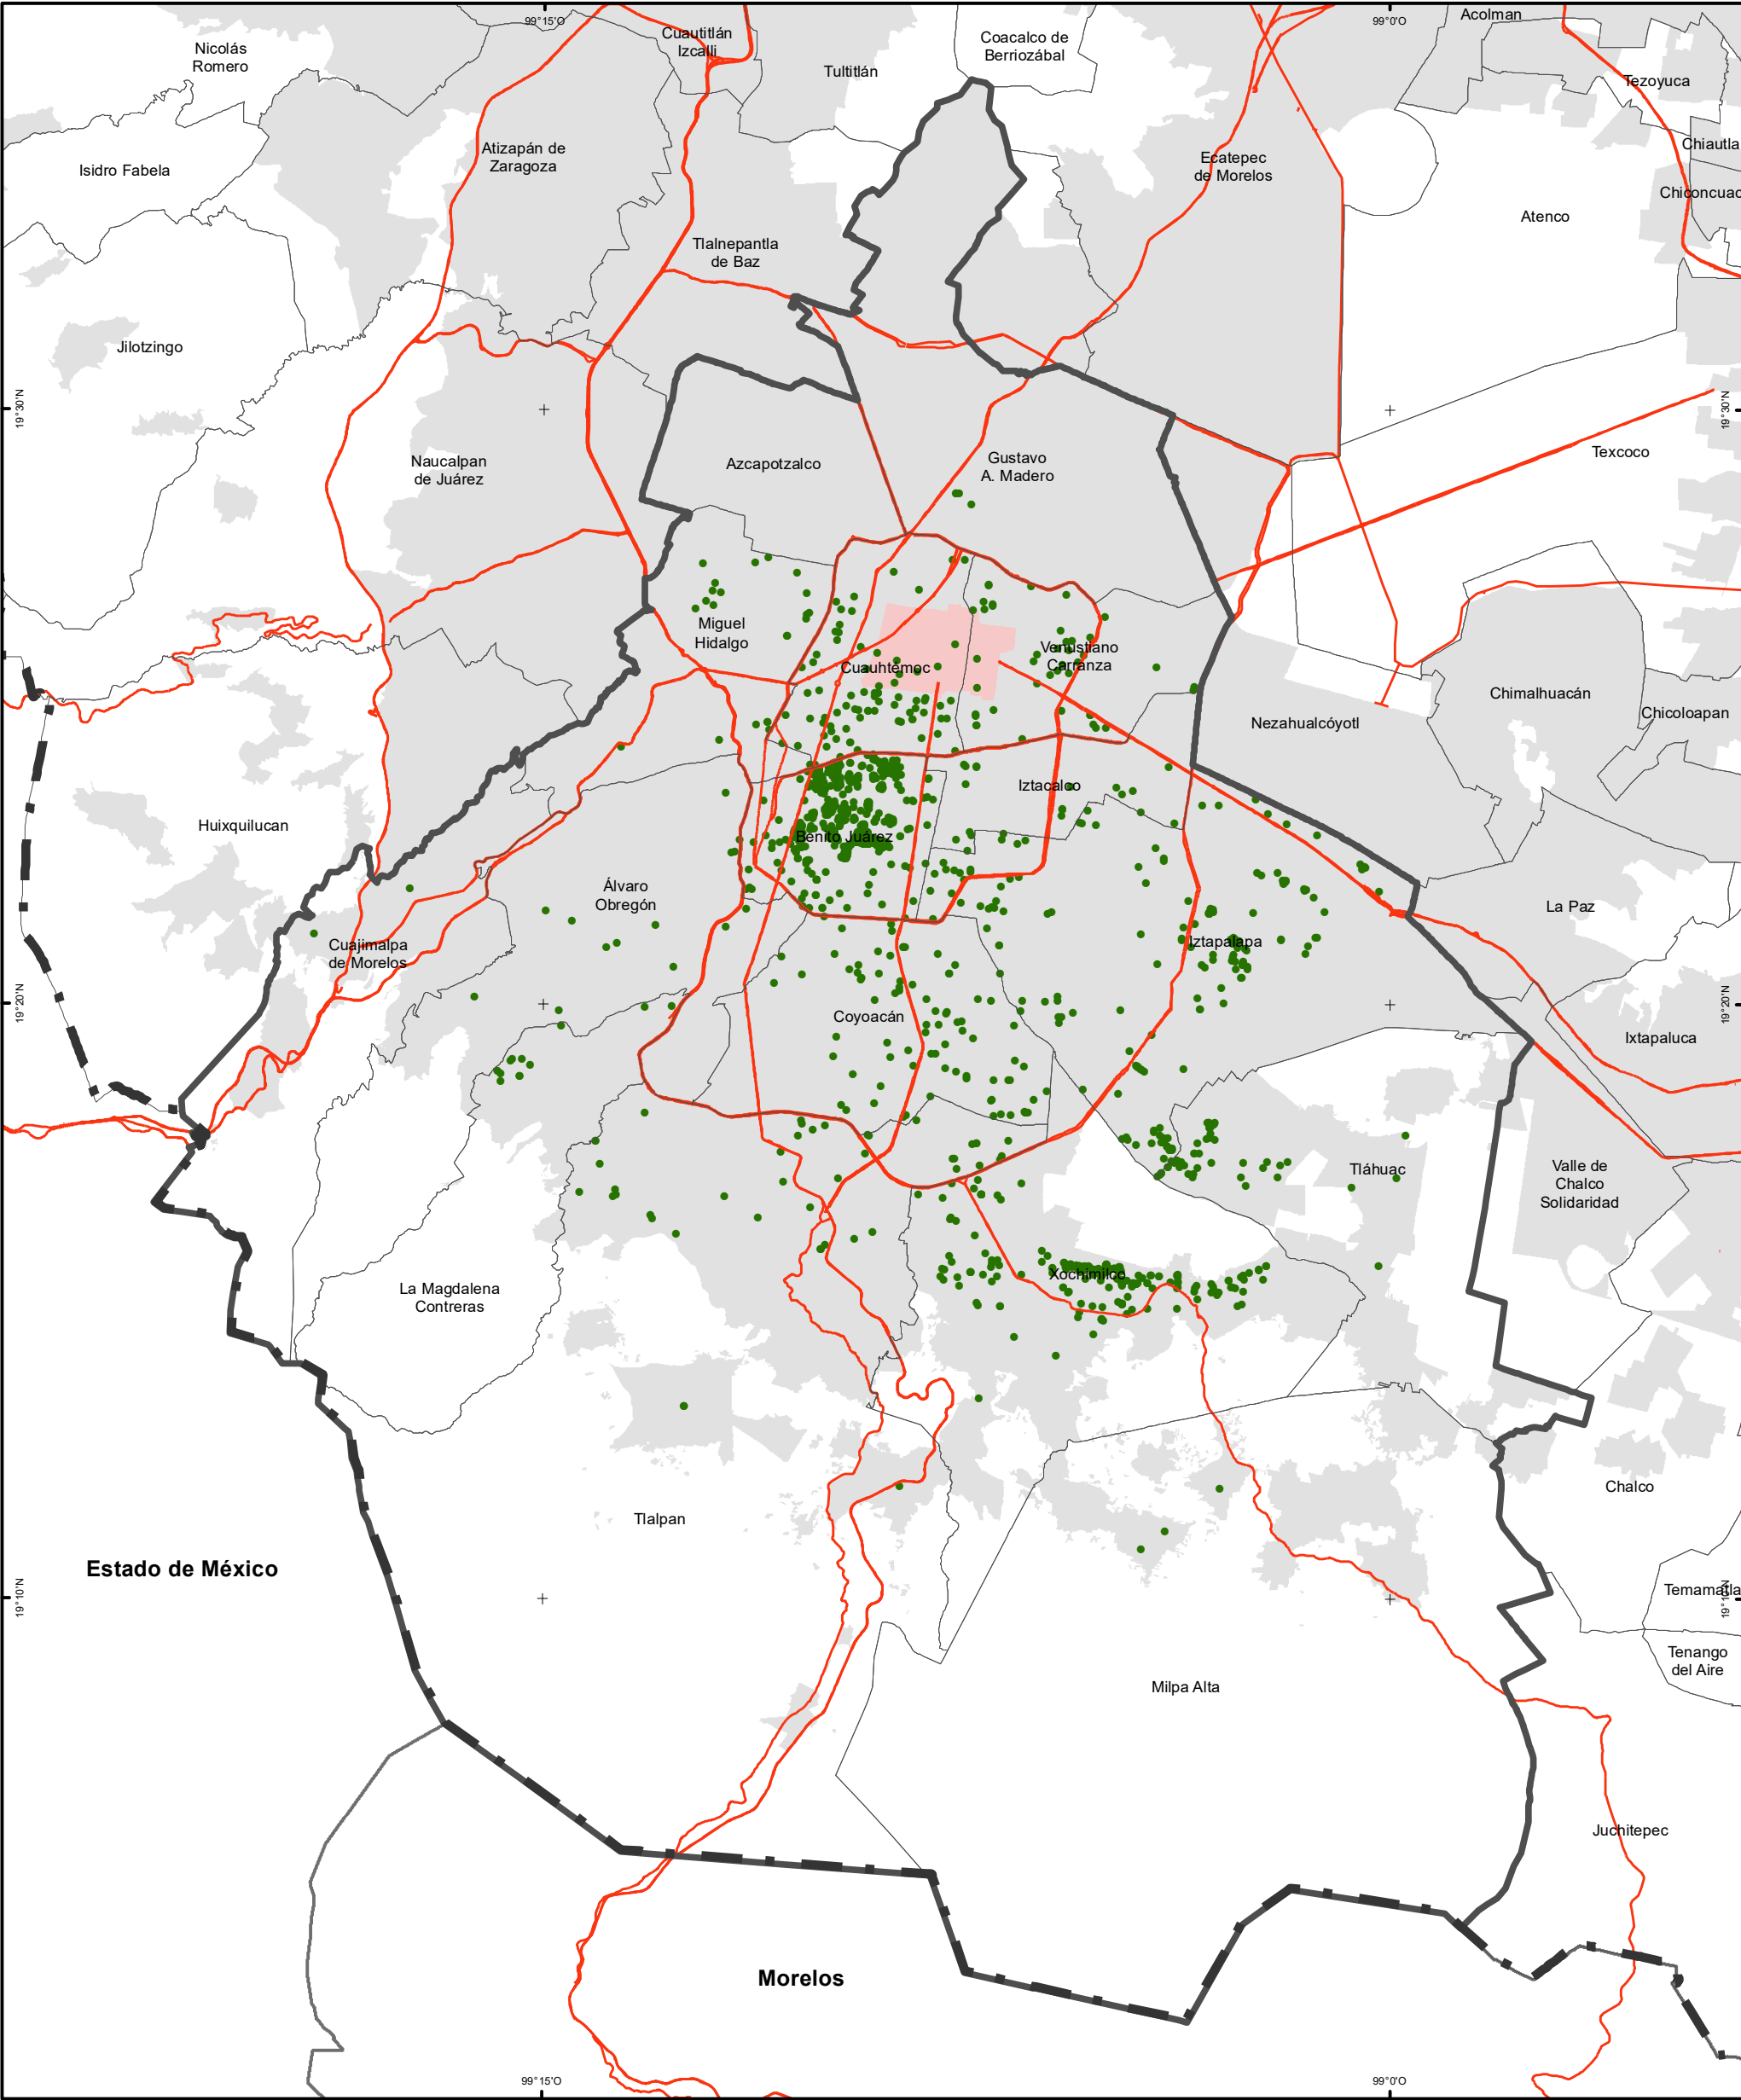 99°15'O
99°0'O
Acolman
Cuautitlán
Izcalli
Nicolás
Romero
Coacalco de
Berriozábal
Tultitlán
Tezoyuca
Chiautla
Atizapán de
Zaragoza
Ecatepec
de Morelos
Isidro Fabela
Chiconcuac
Atenco
Tlalnepantla
de Baz
Jilotzingo
19°30'N
19°30'N
Naucalpan
de Juárez
Azcapotzalco
Gustavo
A. Madero
Texcoco
Miguel
Hidalgo
Venustiano
Carranza
Cuauhtémoc
Chimalhuacán
Chicoloapan
Nezahualcóyotl
Iztacalco
Huixquilucan
Benito Juárez
Álvaro
Obregón
La Paz
Cuajimalpa
de Morelos
Iztapalapa
19°20'N
19°20'N
Coyoacán
Ixtapaluca
Tláhuac
Valle de
Chalco
Solidaridad
La Magdalena
Contreras
Xochimilco
Chalco
Tlalpan
Estado de México
19°10'N
19°10'N
Temamatla
Tenango
del Aire
Milpa Alta
Juchitepec
Morelos
99°15'O
99°0'O